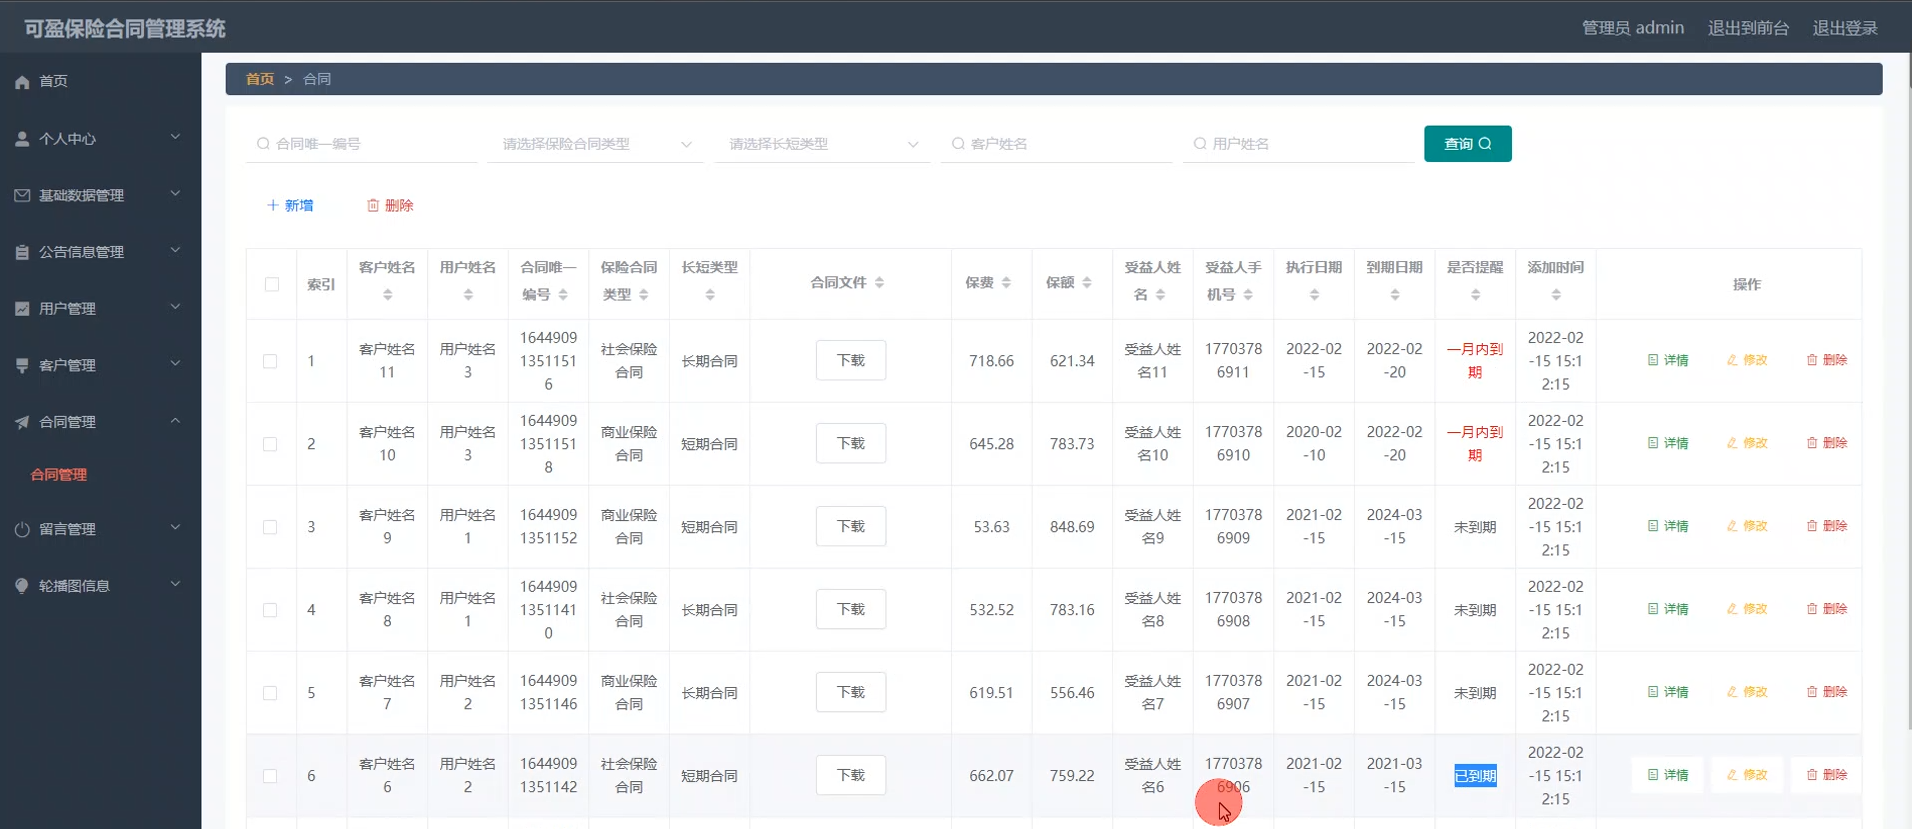 可盈保险合同管理系统
管理员 admin 退出到前台 退出登录
首页
个人中心
基础数据管理
公告信息管理
用户管理
客户管理
合同管理
合同管理
留言管理
轮播图信息
首页 > 合同
合同唯一编号 请选择保险合同类型 请选择长短类型 客户姓名 用户姓名 查询
新增 删除
索引 客户姓名 用户姓名 合同唯一编号 保险合同类型 长短类型 合同文件 保费 保额 受益人姓名 受益人手机号 执行日期 到期日期 是否提醒 添加时间 操作
1 客户姓名11 用户姓名3 164490913511516 社会保险合同 长期合同 下载 718.66 621.34 受益人姓名11 17703786911 2022-02-15 2022-02-20 一月内到期 2022-02-15 15:12:15 详情 修改 删除
2 客户姓名10 用户姓名3 164490913511518 商业保险合同 短期合同 下载 645.28 783.73 受益人姓名10 17703786910 2020-02-10 2022-02-20 一月内到期 2022-02-15 15:12:15 详情 修改 删除
3 客户姓名9 用户姓名1 16449091351152 商业保险合同 短期合同 下载 53.63 848.69 受益人姓名9 17703786909 2021-02-15 2024-03-15 未到期 2022-02-15 15:12:15 详情 修改 删除
4 客户姓名8 用户姓名1 164490913511410 社会保险合同 长期合同 下载 532.52 783.16 受益人姓名8 17703786908 2021-02-15 2024-03-15 未到期 2022-02-15 15:12:15 详情 修改 删除
5 客户姓名7 用户姓名2 16449091351146 商业保险合同 长期合同 下载 619.51 556.46 受益人姓名7 17703786907 2021-02-15 2024-03-15 未到期 2022-02-15 15:12:15 详情 修改 删除
6 客户姓名6 用户姓名2 16449091351142 社会保险合同 短期合同 下载 662.07 759.22 受益人姓名6 17703786906 2021-02-15 2021-03-15 已到期 2022-02-15 15:12:15 详情 修改 删除